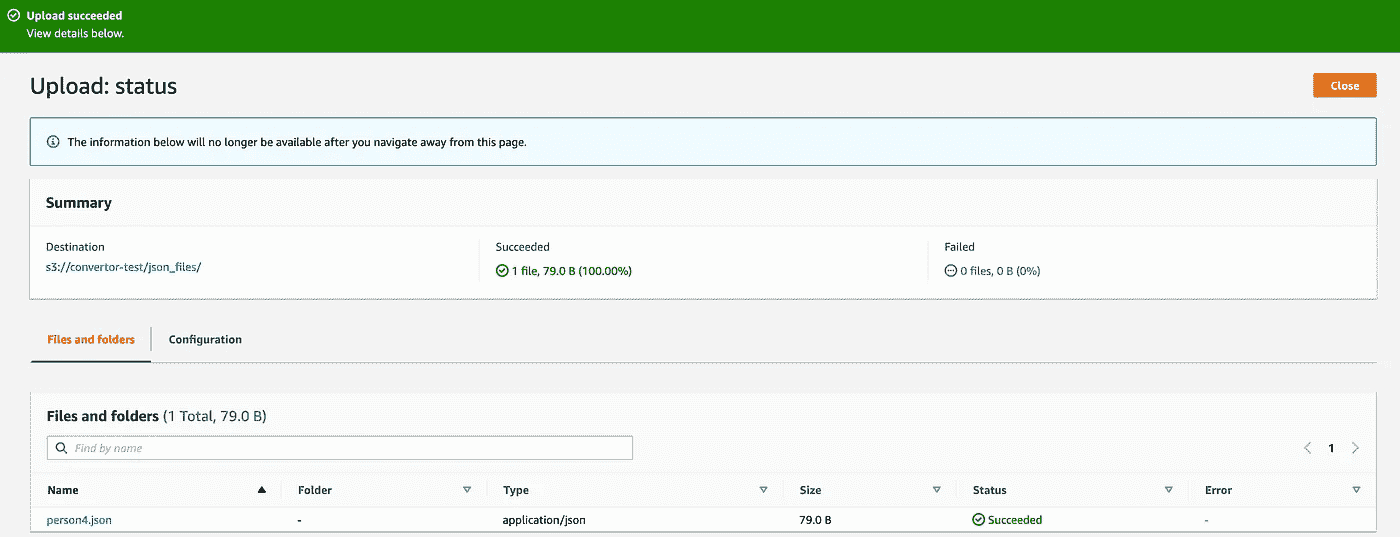 Upload succeeded
View details below.
Upload: status
Close
The information below will no longer be available after you navigate away from this page.
Summary
Destination Succeeded Failed
s3://convertor-test/json_files/ 1 file, 79.0 B (100.00%) 0 files, 0 B (0%)
Files and folders Configuration
Files and folders (1 Total, 79.0 B)
Find by name 1
Name Folder Type Size Status Error
person4.json - application/json 79.0 B Succeeded -